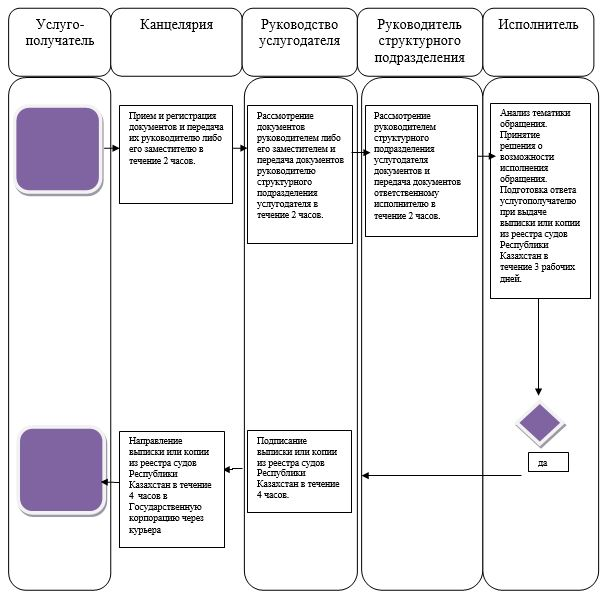 Услуго-
получатель
Канцелярия
Руководство
услугодателя
Руководитель
структурного
подразделения
Исполнитель
Прием и регистрация
документов и передача
их руководителю либо
его заместителю в
течение 2 часов.
Рассмотрение
документов
руководителем либо
его заместителем и
передача документов
руководителю
структурного
подразделения
услугодателя в
течение 2 часов.
Рассмотрение
руководителем
структурного
подразделения
услугодателя
документов и
передача документов
ответственному
исполнителю в
течение 2 часов.
Анализ тематики
обращения.
Принятие
решения о
возможности
исполнения
обращения.
Подготовка ответа
услугополучателю
при выдаче
выписки или копии
из реестра судов
Республики
Казахстан в
течение 3 рабочих
дней.
да
Подписание
выписки или копии
из реестра судов
Республики
Казахстан в течение
4 часов.
Направление
выписки или копии
из реестра судов
Республики
Казахстан в течение
4 часов в
Государственную
корпорацию через
курьера